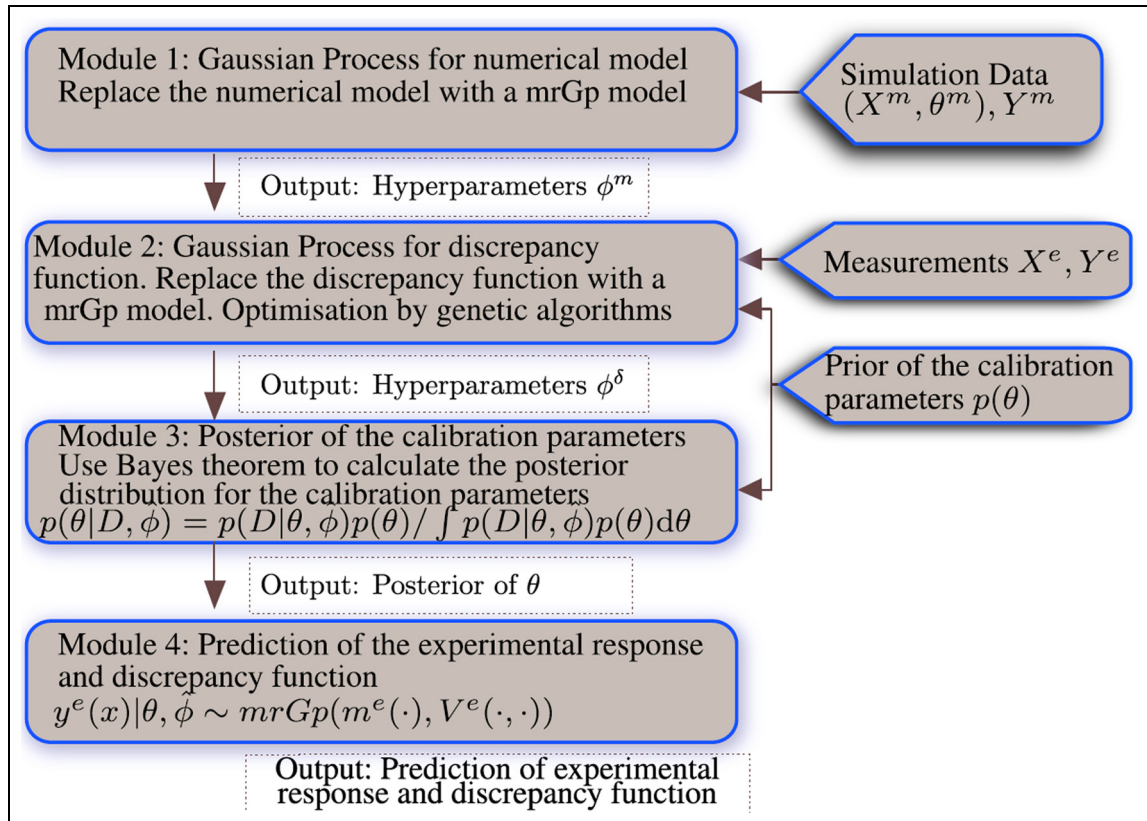 Module 1: Gaussian Process for numerical model
Replace the numerical model with a mrGp model
Simulation Data
(X^m, θ^m), Y^m
Output: Hyperparameters ϕ^m
Module 2: Gaussian Process for discrepancy
function. Replace the discrepancy function with a
mrGp model. Optimisation by genetic algorithms
Measurements X^e, Y^e
Prior of the calibration
parameters p(θ)
Output: Hyperparameters ϕ^δ
Module 3: Posterior of the calibration parameters
Use Bayes theorem to calculate the posterior
distribution for the calibration parameters
p(θ|D, ϕ̂) = p(D|θ, ϕ̂)p(θ)/ ∫ p(D|θ, ϕ̂)p(θ)dθ
Output: Posterior of θ
Module 4: Prediction of the experimental response
and discrepancy function
y^e(x)|θ, ϕ̂ ∼ mrGp(m^e(·), V^e(·, ·))
Output: Prediction of experimental
response and discrepancy function